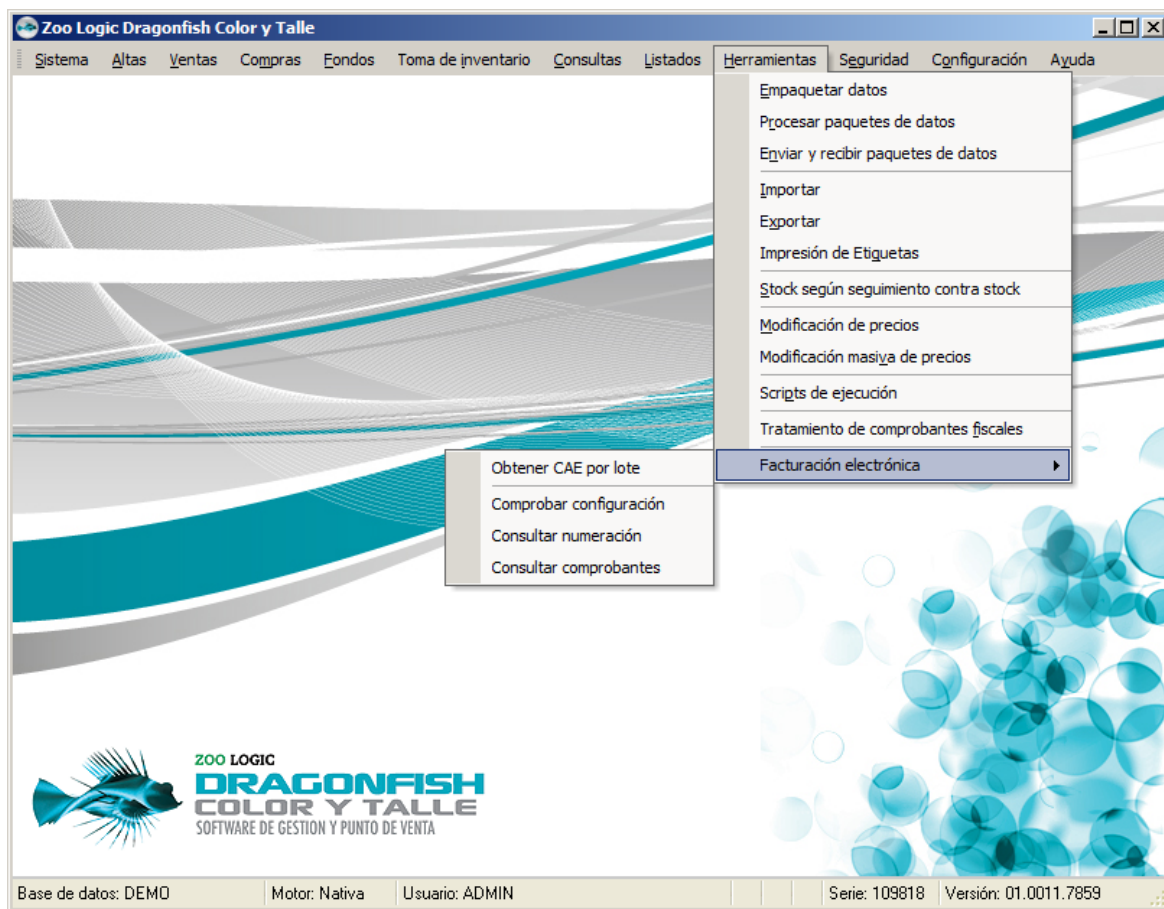 Zoo Logic Dragonfish Color y Talle
Sistema Altas Ventas Compras Fondos Toma de inventario Consultas Listados Herramientas Seguridad Configuración Ayuda
Empaquetar datos
Procesar paquetes de datos
Enviar y recibir paquetes de datos
Importar
Exportar
Impresión de Etiguetas
Stock según seguimiento contra stock
Modificación de precios
Modificación masiva de precios
Scripts de ejecución
Tratamiento de comprobantes fiscales
Facturación electrónica
Obtener CAE por lote
Comprobar configuración
Consultar numeración
Consultar comprobantes
ZOO LOGIC
DRAGONFISH
COLOR Y TALLE
SOFTWARE DE GESTION Y PUNTO DE VENTA
Base de datos: DEMO Motor: Nativa Usuario: ADMIN Serie: 109818 Versión: 01.0011.7859